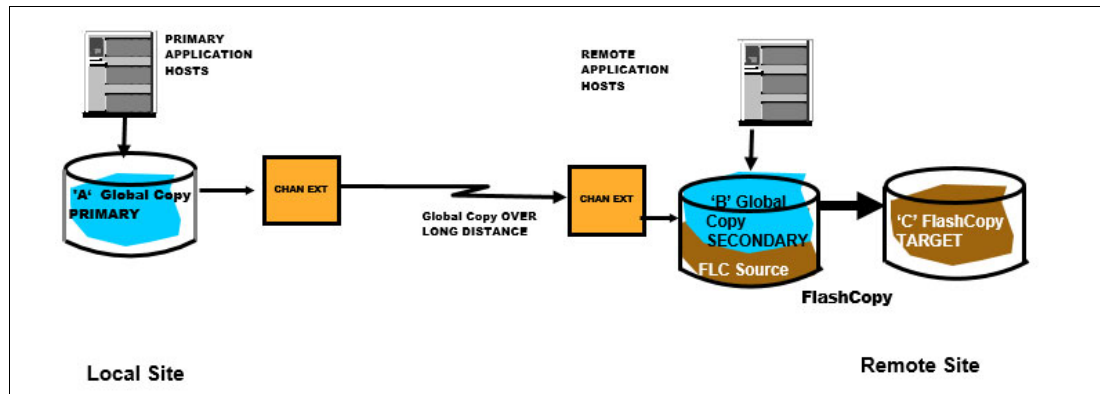 PRIMARY
APPLICATION
HOSTS
REMOTE
APPLICATION
HOSTS
'A' Global Copy
PRIMARY
CHAN EXT
Global Copy OVER
LONG DISTANCE
CHAN EXT
'B' Global
Copy
SECONDARY
FLC Source
'C' FlashCopy
TARGET
FlashCopy
Local Site
Remote Site